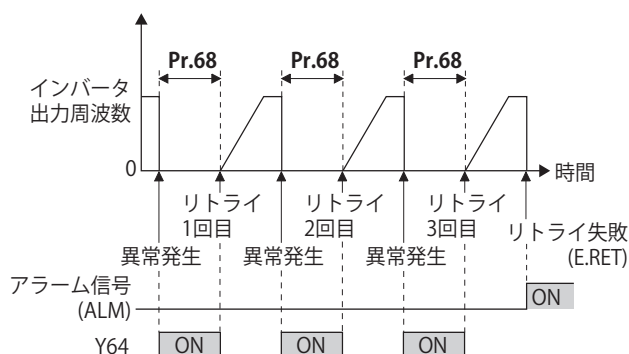 Pr.68 Pr.68 Pr.68
インバータ
出力周波数
0
時間
リトライ
1回目
リトライ
2回目
リトライ
3回目
リトライ失敗
(E.RET)
異常発生 異常発生 異常発生
アラーム信号
(ALM)
ON
Y64 ON ON ON